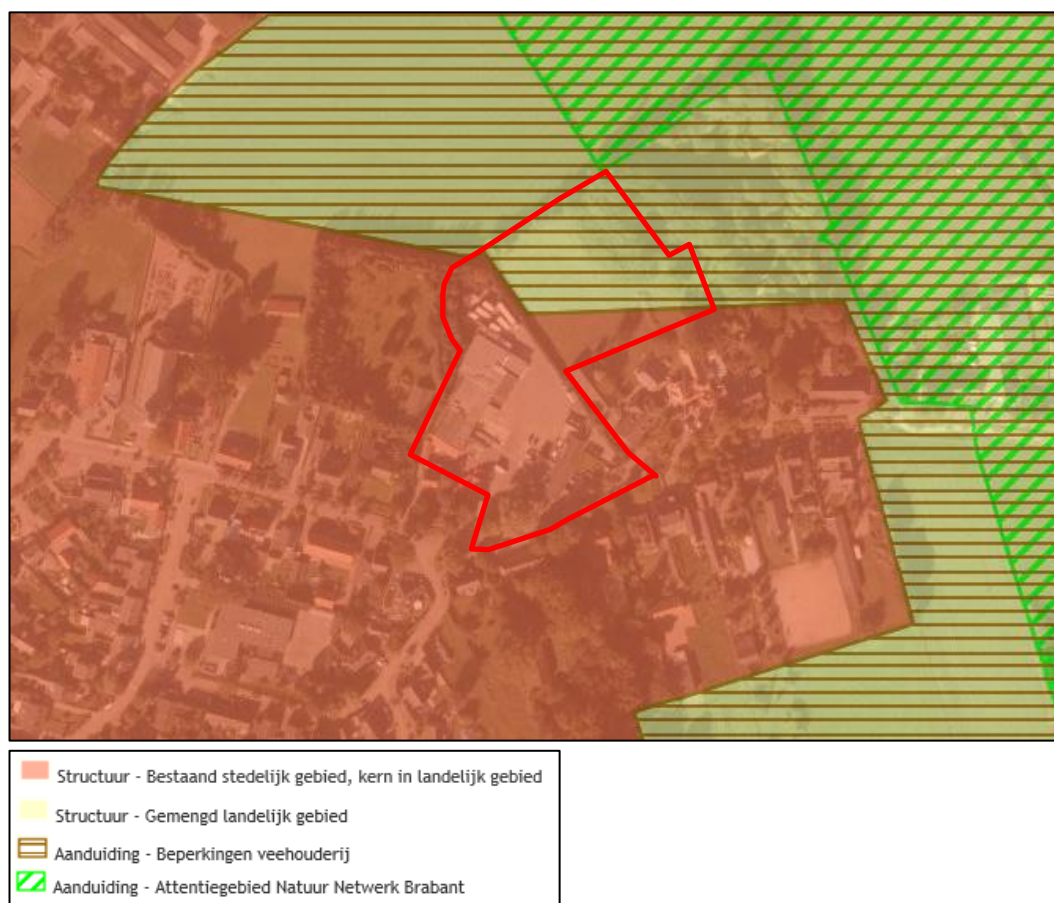 Structuur - Bestaand stedelijk gebied, kern in landelijk gebied
Structuur - Gemengd landelijk gebied
Aanduiding - Beperkingen veehouderij
Aanduiding - Attentiegebied Natuur Netwerk Brabant